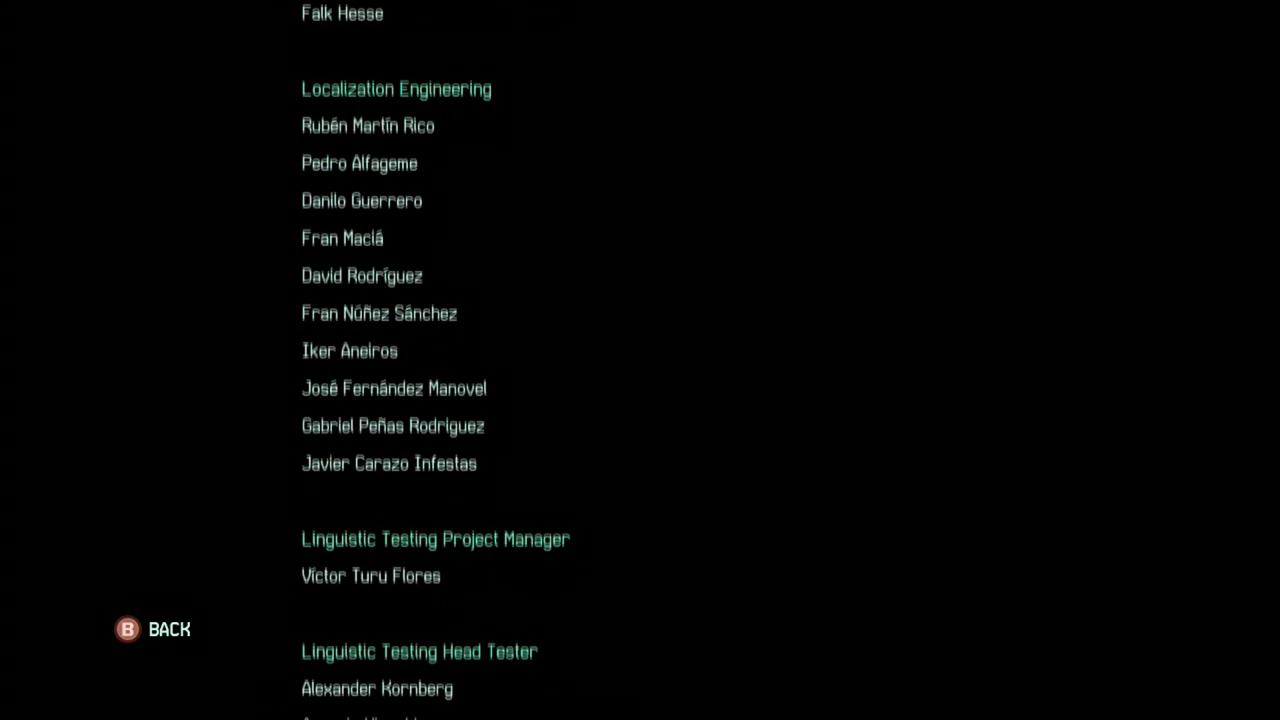 Falk Hesse
Localization Engineering
Rubén Martín Rico
Pedro Alfageme
Danilo Guerrero
Fran Maciá
David Rodríguez
Fran Núñez Sánchez
Iker Aneiros
José Fernández Manovel
Gabriel Peñas Rodriguez
Javier Carazo Infestas
Linguistic Testing Project Manager
Víctor Turu Flores
B BACK
Linguistic Testing Head Tester
Alexander Kornberg